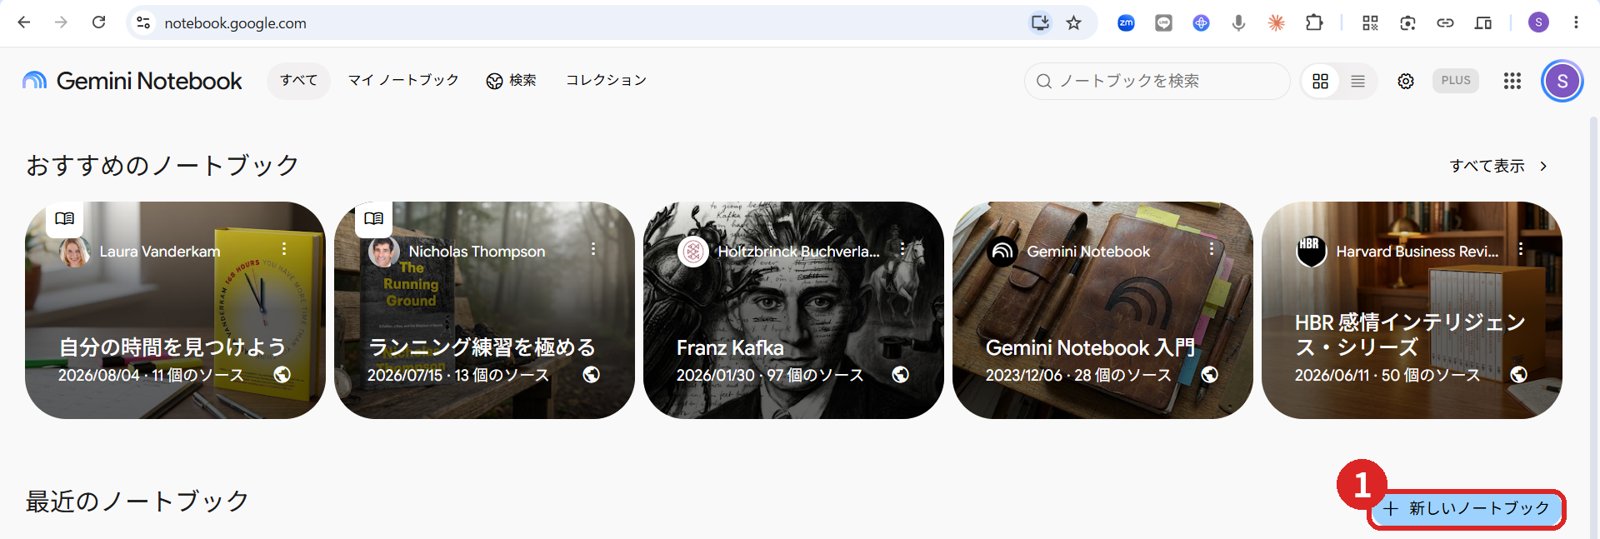 notebook.google.com
zm
S
Gemini Notebook
すべて
マイ ノートブック
検索
コレクション
ノートブックを検索
PLUS
S
おすすめのノートブック
すべて表示
Laura Vanderkam
自分の時間を見つけよう
2026/08/04・11 個のソース
Nicholas Thompson
The
Running
Ground
ランニング練習を極める
2026/07/15・13 個のソース
Holtzbrinck Buchverla...
Franz Kafka
2026/01/30・97 個のソース
Gemini Notebook
Gemini Notebook 入門
2023/12/06・28 個のソース
HBR
Harvard Business Revi...
HBR 感情インテリジェン
ス・シリーズ
2026/06/11・50 個のソース
最近のノートブック
1
+ 新しいノートブック